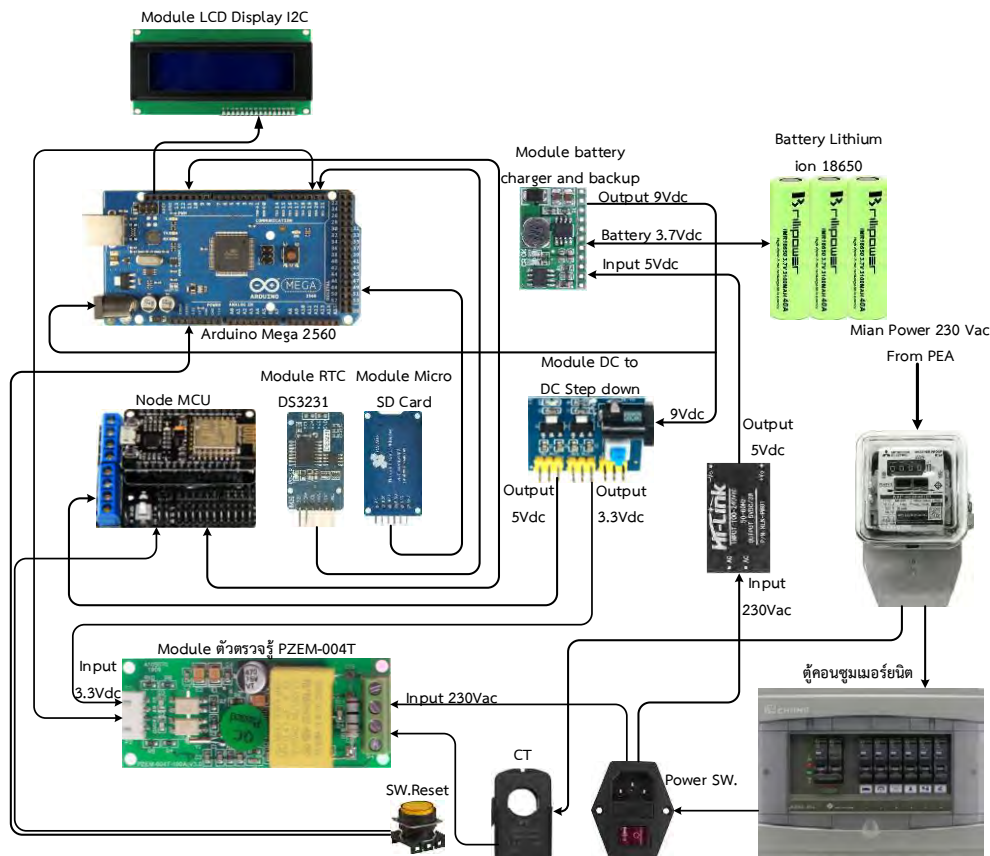 Module LCD Display I2C
Module battery
charger and backup
Battery Lithium
ion 18650
Output 9Vdc
Battery 3.7Vdc
Input 5Vdc
ARDUINO
MEGA
Arduino Mega 2560
Mian Power 230 Vac
From PEA
Module DC to
DC Step down
9Vdc
Output
5Vdc
Output
3.3Vdc
Node MCU
Module RTC
DS3231
Module Micro
SD Card
Output
5Vdc
Hi-Link
Input
230Vac
Module ตัวตรวจรู้ PZEM-004T
Input
3.3Vdc
Input 230Vac
ตู้คอนซูมเมอร์ยูนิต
CT
Power SW.
SW.Reset